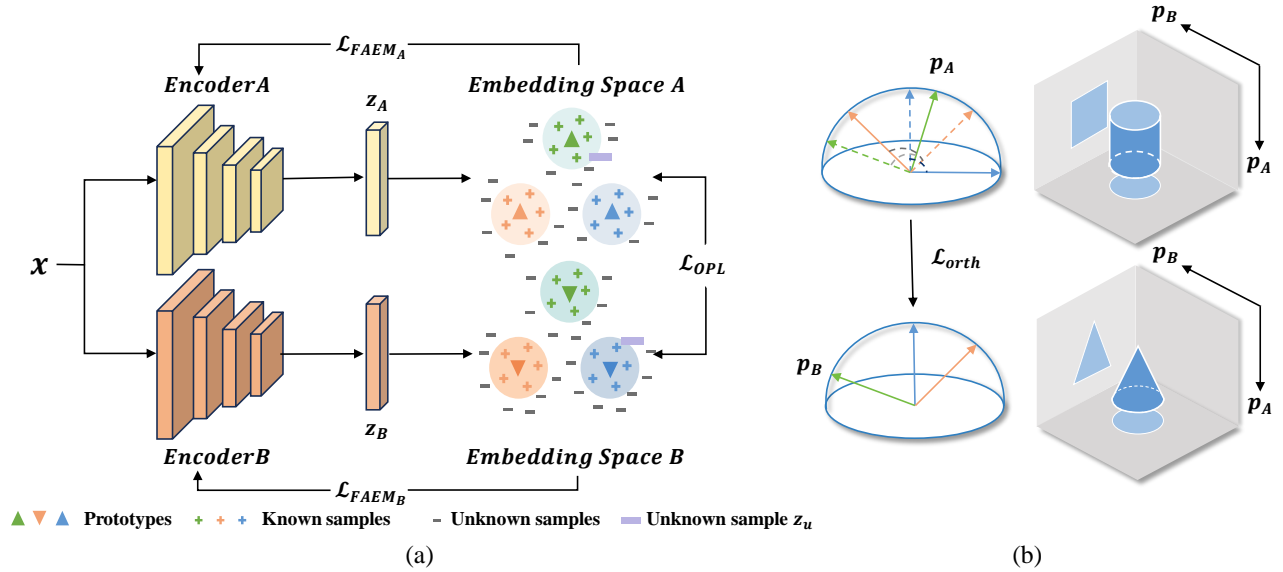 ℒ_FAEM_A
EncoderA
Embedding Space A
z_A
x
ℒ_OPL
z_B
EncoderB
Embedding Space B
ℒ_FAEM_B
Prototypes
Known samples
Unknown samples
Unknown sample z_u
(a)
p_A
p_B
p_A
ℒ_orth
p_B
p_B
p_A
(b)